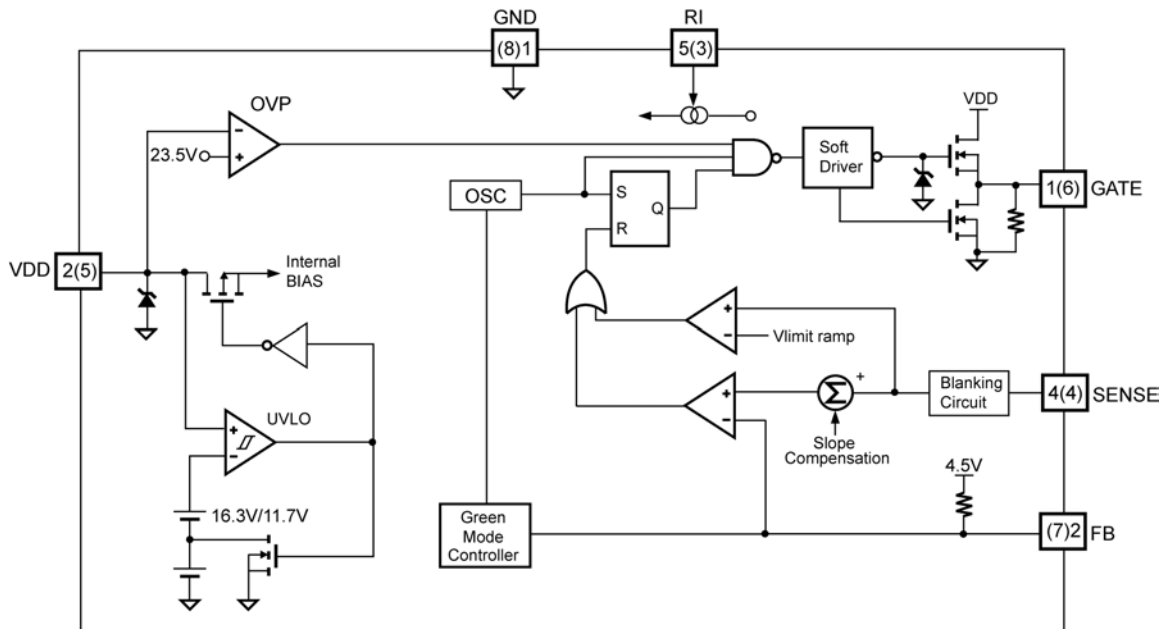 GND
(8)1
RI
5(3)
OVP
-
+
23.5V
VDD
Soft
Driver
1(6) GATE
OSC
S
R
Q
VDD 2(5)
Internal
BIAS
+
-
Vlimit ramp
UVLO
+
-
+
-
Σ
+
Slope
Compensation
Blanking
Circuit
4(4) SENSE
16.3V/11.7V
4.5V
Green
Mode
Controller
(7)2 FB